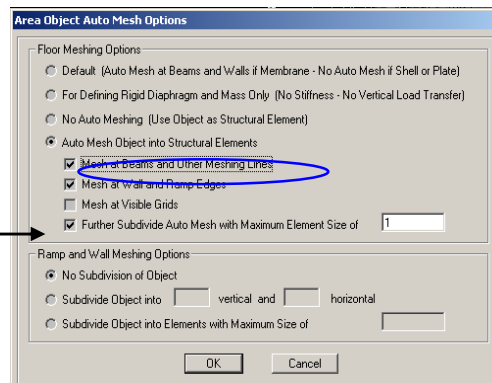 Area Object Auto Mesh Options
Floor Meshing Options
Default (Auto Mesh at Beams and Walls if Membrane - No Auto Mesh if Shell or Plate)
For Defining Rigid Diaphragm and Mass Only (No Stiffness - No Vertical Load Transfer)
No Auto Meshing (Use Object as Structural Element)
Auto Mesh Object into Structural Elements
Mesh at Beams and Other Meshing Lines
Mesh at Wall and Ramp Edges
Mesh at Visible Grids
Further Subdivide Auto Mesh with Maximum Element Size of 1
Ramp and Wall Meshing Options
No Subdivision of Object
Subdivide Object into vertical and horizontal
Subdivide Object into Elements with Maximum Size of
OK Cancel